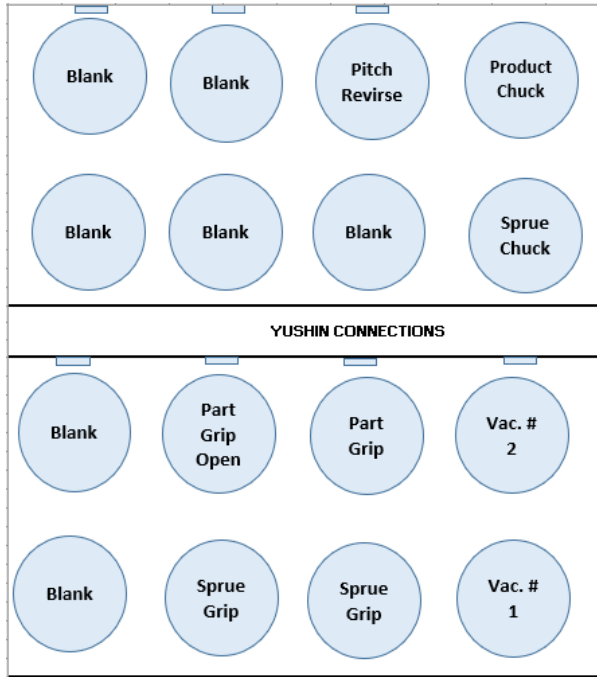 Blank
Blank
Pitch
Revirse
Product
Chuck
Blank
Blank
Blank
Sprue
Chuck
YUSHIN CONNECTIONS
Blank
Part
Grip
Open
Part
Grip
Vac. #
2
Blank
Sprue
Grip
Sprue
Grip
Vac. #
1